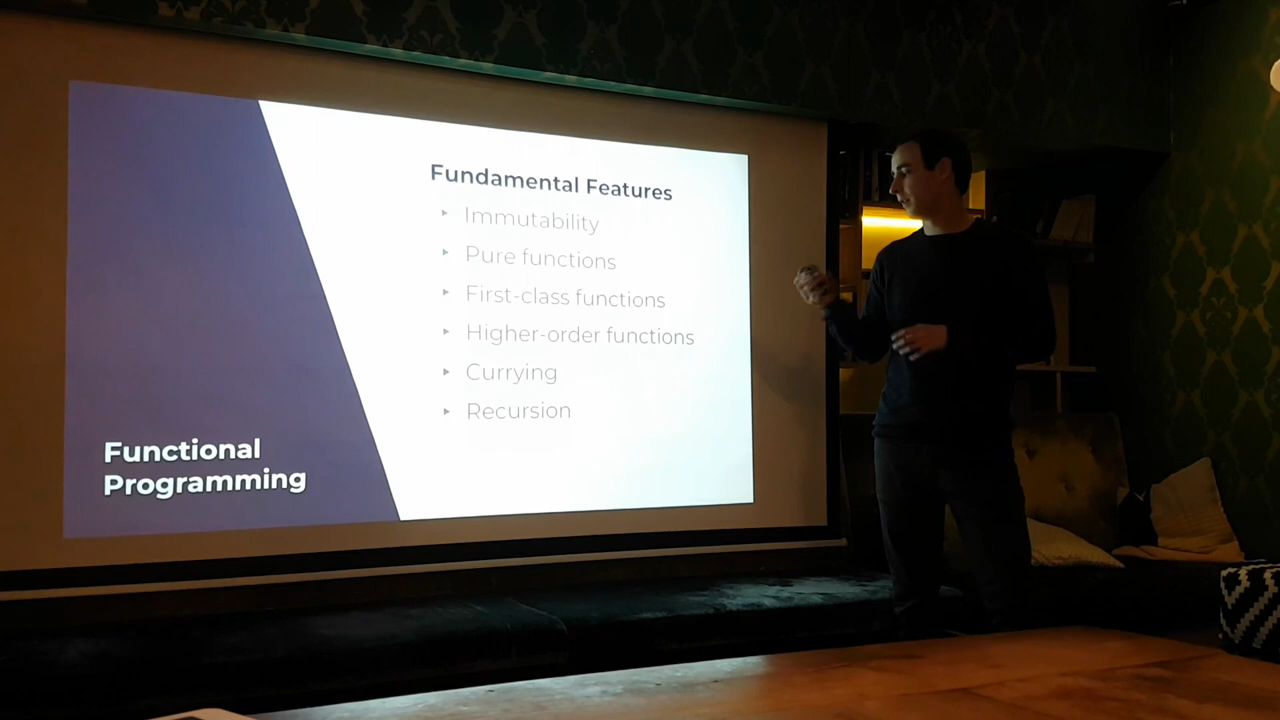 Fundamental Features
Immutability
Pure functions
First-class functions
Higher-order functions
Currying
Recursion
Functional
Programming